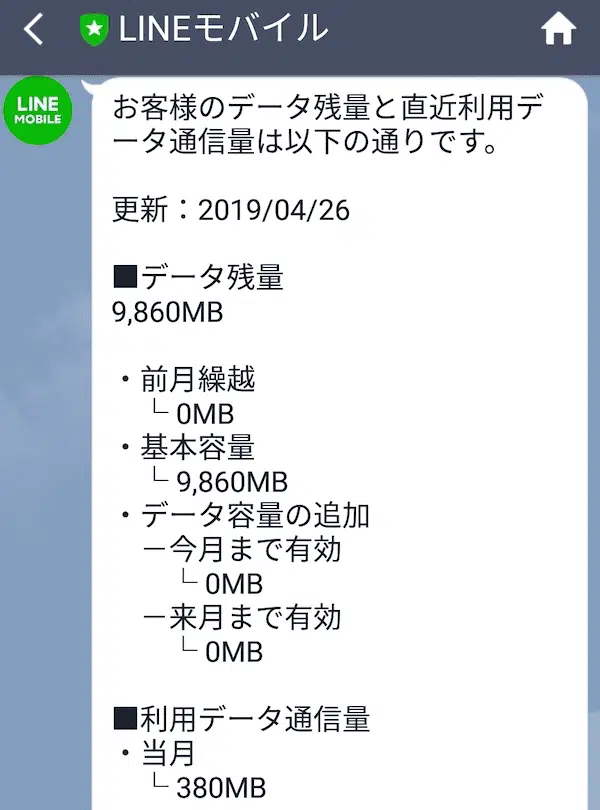 LINEモバイル
LINE
MOBILE
お客様のデータ残量と直近利用デ
ータ通信量は以下の通りです。
更新：2019/04/26
■データ残量
9,860MB
・前月繰越
└ 0MB
・基本容量
└ 9,860MB
・データ容量の追加
－今月まで有効
└ 0MB
－来月まで有効
└ 0MB
■利用データ通信量
・当月
└ 380MB